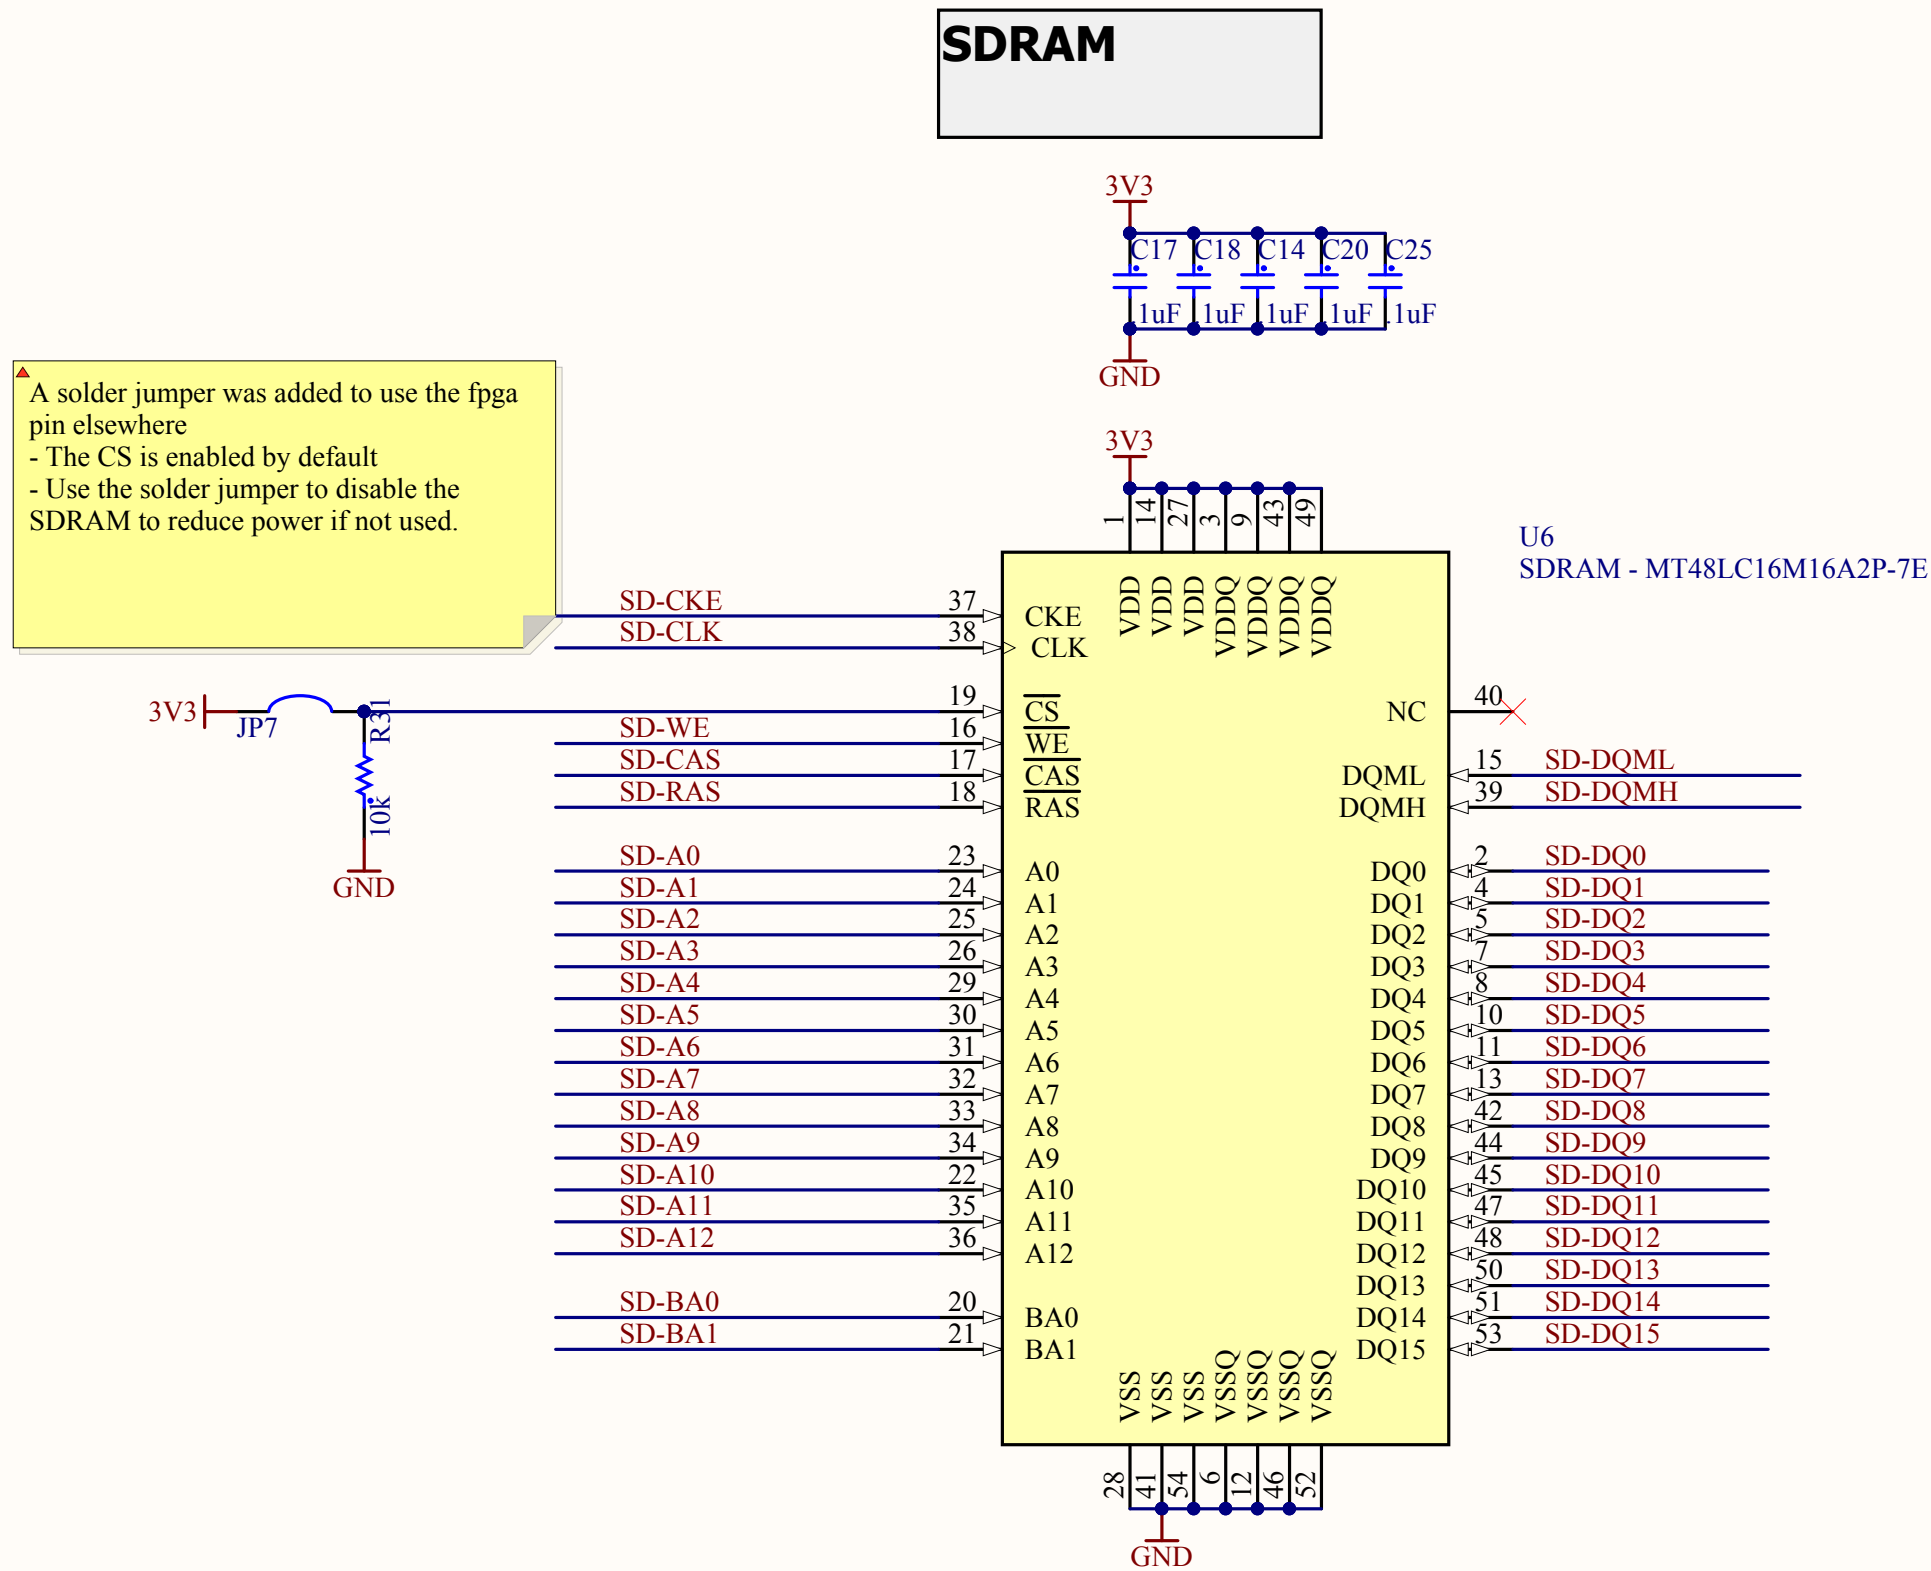 SDRAM
3V3
C17 C18 C14 C20 C25
.1uF .1uF .1uF .1uF .1uF
GND
A solder jumper was added to use the fpga
pin elsewhere
- The CS is enabled by default
- Use the solder jumper to disable the
SDRAM to reduce power if not used.
3V3
1 14 27 3 9 43 49
U6
SDRAM - MT48LC16M16A2P-7E
VDD VDD VDD VDDQ VDDQ VDDQ VDDQ
SD-CKE 37 CKE
SD-CLK 38 CLK
3V3 JP7 R31 10k GND
19 CS
SD-WE 16 WE
SD-CAS 17 CAS
SD-RAS 18 RAS
NC 40
DQML 15 SD-DQML
DQMH 39 SD-DQMH
SD-A0 23 A0
SD-A1 24 A1
SD-A2 25 A2
SD-A3 26 A3
SD-A4 29 A4
SD-A5 30 A5
SD-A6 31 A6
SD-A7 32 A7
SD-A8 33 A8
SD-A9 34 A9
SD-A10 22 A10
SD-A11 35 A11
SD-A12 36 A12
SD-BA0 20 BA0
SD-BA1 21 BA1
DQ0 2 SD-DQ0
DQ1 4 SD-DQ1
DQ2 5 SD-DQ2
DQ3 7 SD-DQ3
DQ4 8 SD-DQ4
DQ5 10 SD-DQ5
DQ6 11 SD-DQ6
DQ7 13 SD-DQ7
DQ8 42 SD-DQ8
DQ9 44 SD-DQ9
DQ10 45 SD-DQ10
DQ11 47 SD-DQ11
DQ12 48 SD-DQ12
DQ13 50 SD-DQ13
DQ14 51 SD-DQ14
DQ15 53 SD-DQ15
VSS VSS VSS VSSQ VSSQ VSSQ VSSQ
28 41 54 6 12 46 52
GND